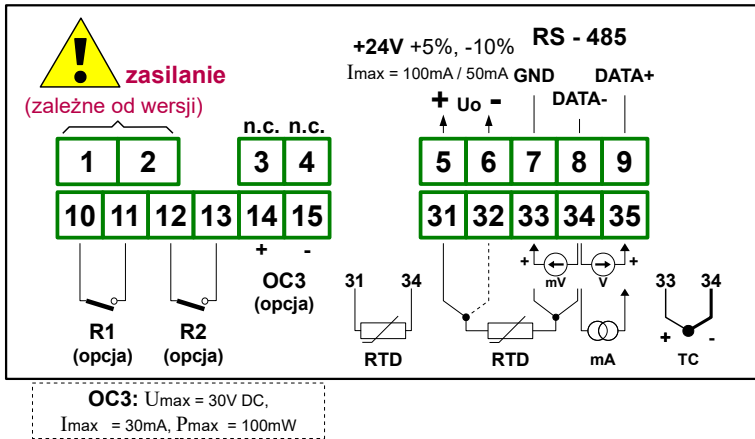 !
zasilanie
(zależne od wersji)
+24V +5%, -10%
Imax = 100mA / 50mA
RS - 485
GND DATA+
DATA-
+ Uo -
n.c. n.c.
1 2 3 4 5 6 7 8 9
10 11 12 13 14 15 31 32 33 34 35
+ -
OC3
(opcja)
R1
(opcja)
R2
(opcja)
31 34
RTD
RTD
+ mV
V +
mA
33 34
+ -
TC
OC3: Umax = 30V DC,
Imax = 30mA, Pmax = 100mW